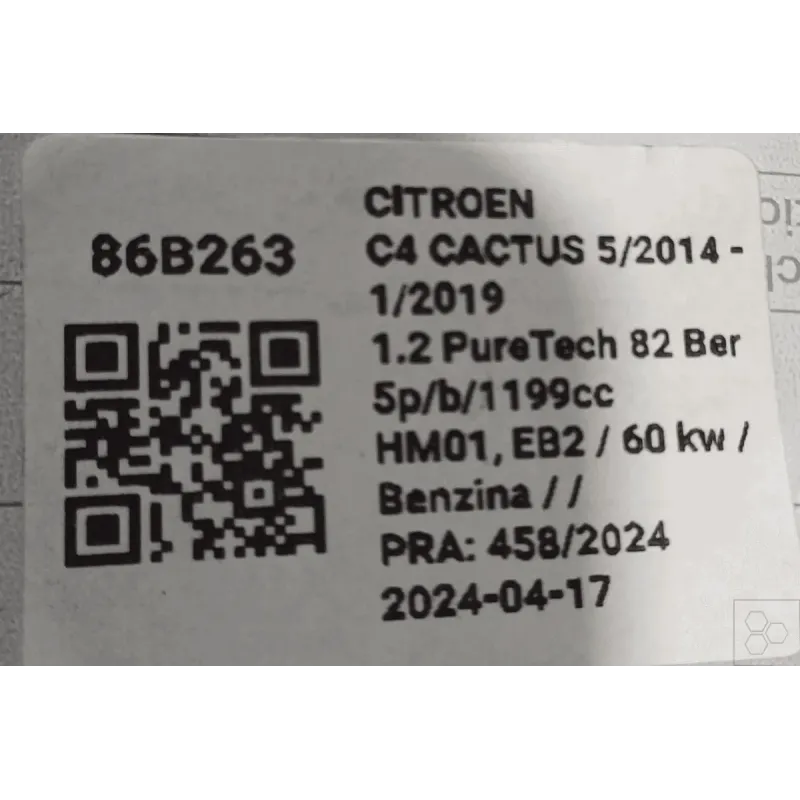 86B263
CITROEN
C4 CACTUS 5/2014 -
1/2019
1.2 PureTech 82 Ber
5p/b/1199cc
HM01, EB2 / 60 kw /
Benzina / /
PRA: 458/2024
2024-04-17